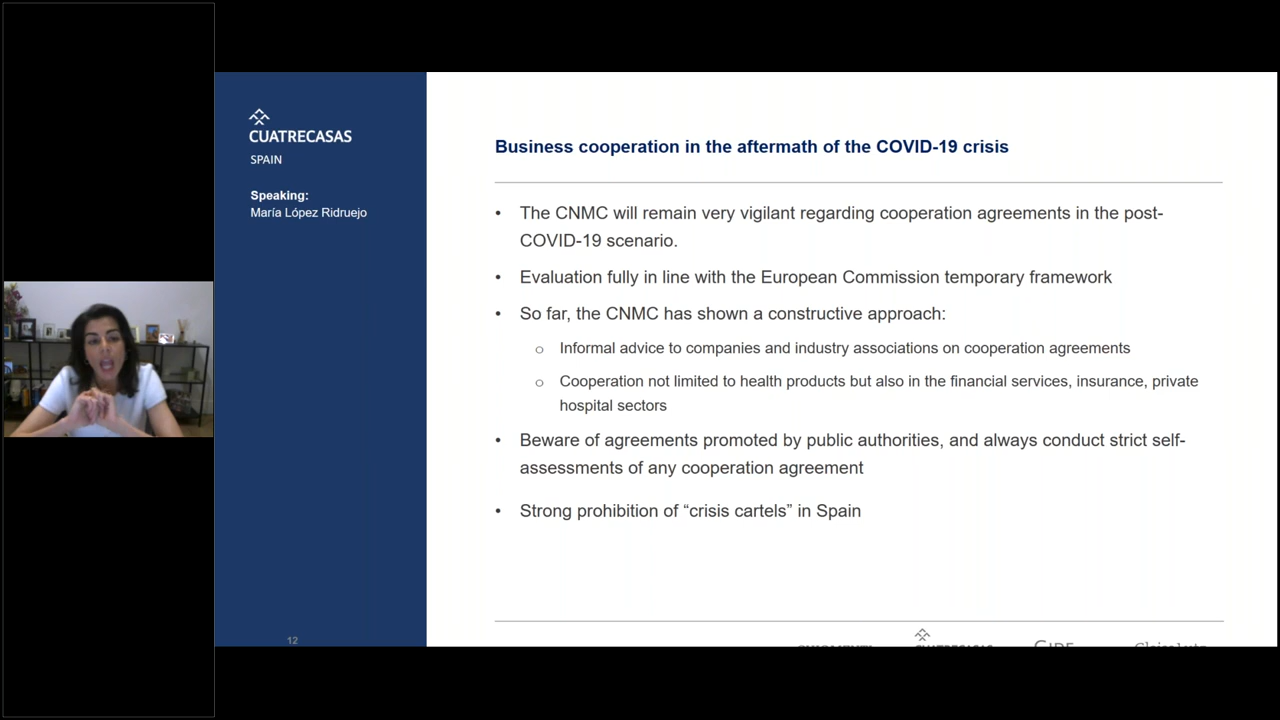 CUATRECASAS
SPAIN
Speaking:
María López Ridruejo
Business cooperation in the aftermath of the COVID-19 crisis
• The CNMC will remain very vigilant regarding cooperation agreements in the post-
COVID-19 scenario.
• Evaluation fully in line with the European Commission temporary framework
• So far, the CNMC has shown a constructive approach:
o Informal advice to companies and industry associations on cooperation agreements
o Cooperation not limited to health products but also in the financial services, insurance, private
hospital sectors
• Beware of agreements promoted by public authorities, and always conduct strict self-
assessments of any cooperation agreement
• Strong prohibition of “crisis cartels” in Spain
12
CUATRECASAS